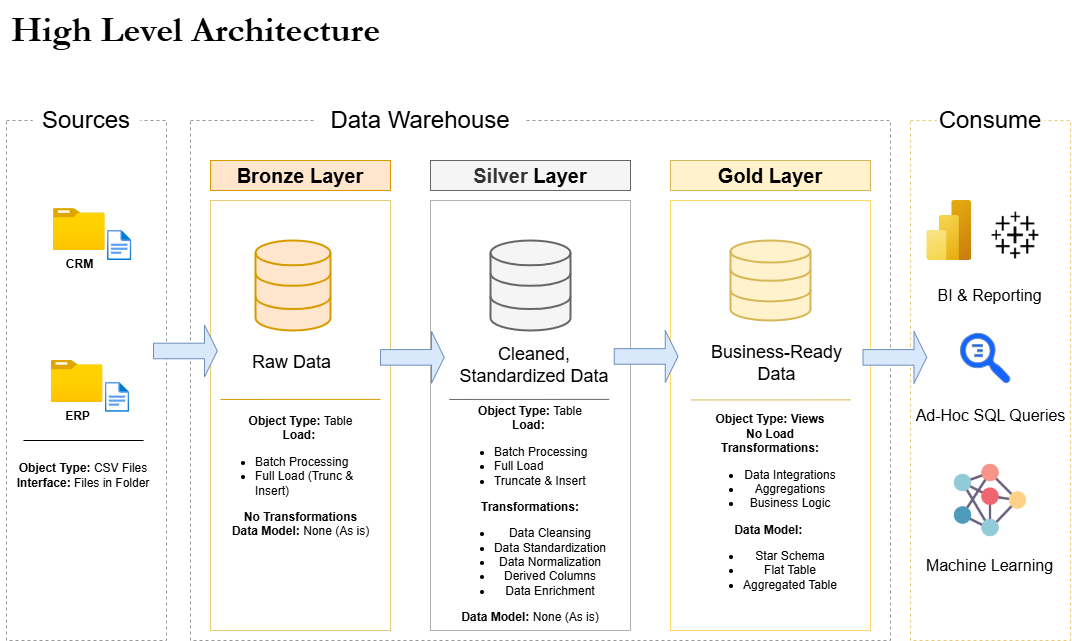 High Level Architecture
Sources
Data Warehouse
Consume
CRM
ERP
Object Type: CSV Files
Interface: Files in Folder
Bronze Layer
Raw Data
Object Type: Table
Load:
Batch Processing
Full Load (Trunc &
Insert)
No Transformations
Data Model: None (As is)
Silver Layer
Cleaned,
Standardized Data
Object Type: Table
Load:
Batch Processing
Full Load
Truncate & Insert
Transformations:
Data Cleansing
Data Standardization
Data Normalization
Derived Columns
Data Enrichment
Data Model: None (As is)
Gold Layer
Business-Ready
Data
Object Type: Views
No Load
Transformations:
Data Integrations
Aggregations
Business Logic
Data Model:
Star Schema
Flat Table
Aggregated Table
BI & Reporting
Ad-Hoc SQL Queries
Machine Learning